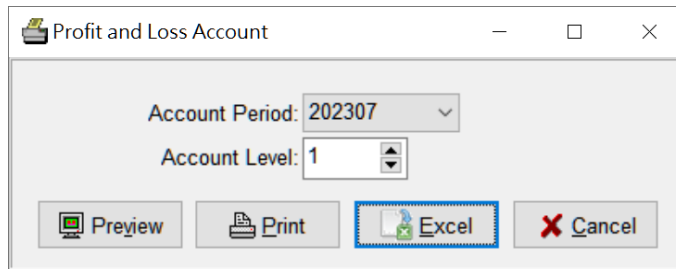 Profit and Loss Account
Account Period: 202307
Account Level: 1
Preview Print Excel Cancel